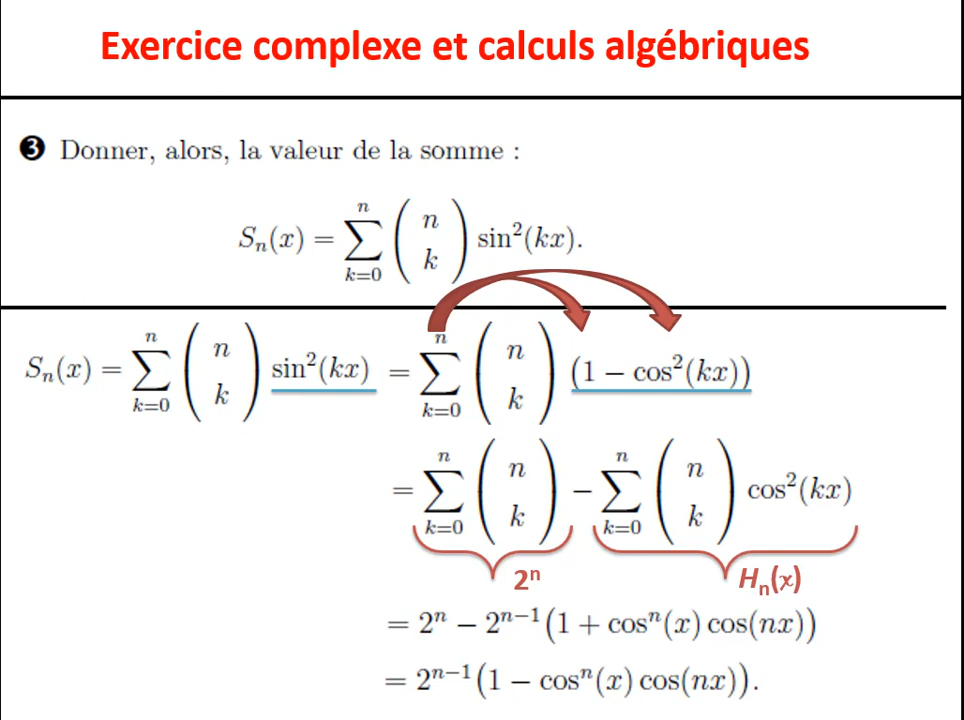 Exercice complexe et calculs algébriques
❸ Donner, alors, la valeur de la somme :
$S_n(x) = \sum_{k=0}^{n} \binom{n}{k} \sin^2(kx).$
$S_n(x) = \sum_{k=0}^{n} \binom{n}{k} \sin^2(kx) = \sum_{k=0}^{n} \binom{n}{k} (1 - \cos^2(kx))$
$= \sum_{k=0}^{n} \binom{n}{k} - \sum_{k=0}^{n} \binom{n}{k} \cos^2(kx)$
$2^n$ $H_n(x)$
$= 2^n - 2^{n-1}(1 + \cos^n(x) \cos(nx))$
$= 2^{n-1}(1 - \cos^n(x) \cos(nx)).$